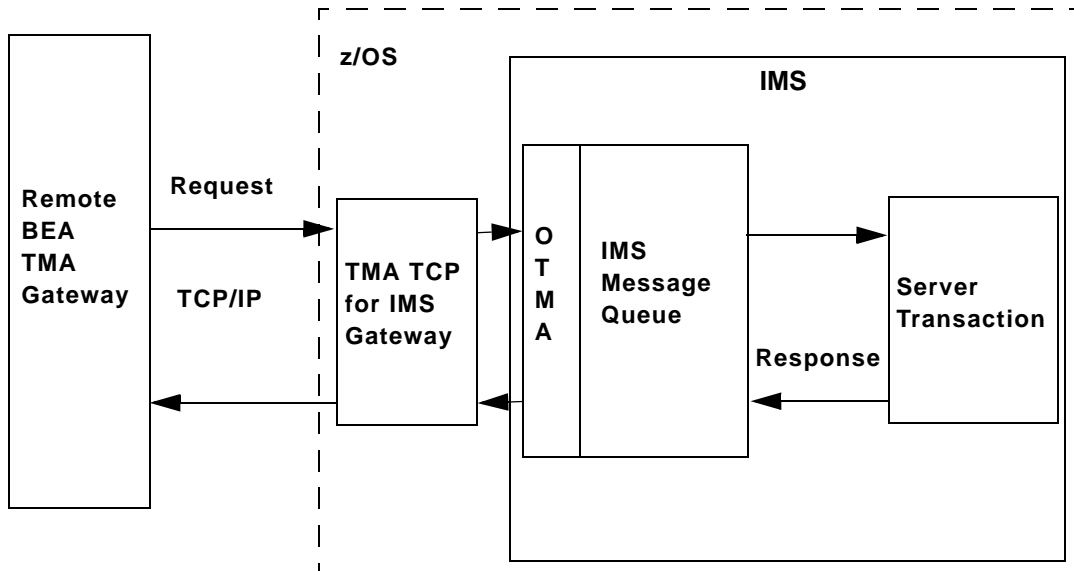 z/OS
IMS
Remote
BEA
TMA
Gateway
Request
TCP/IP
TMA TCP
for IMS
Gateway
O
T
M
A
IMS
Message
Queue
Response
Server
Transaction